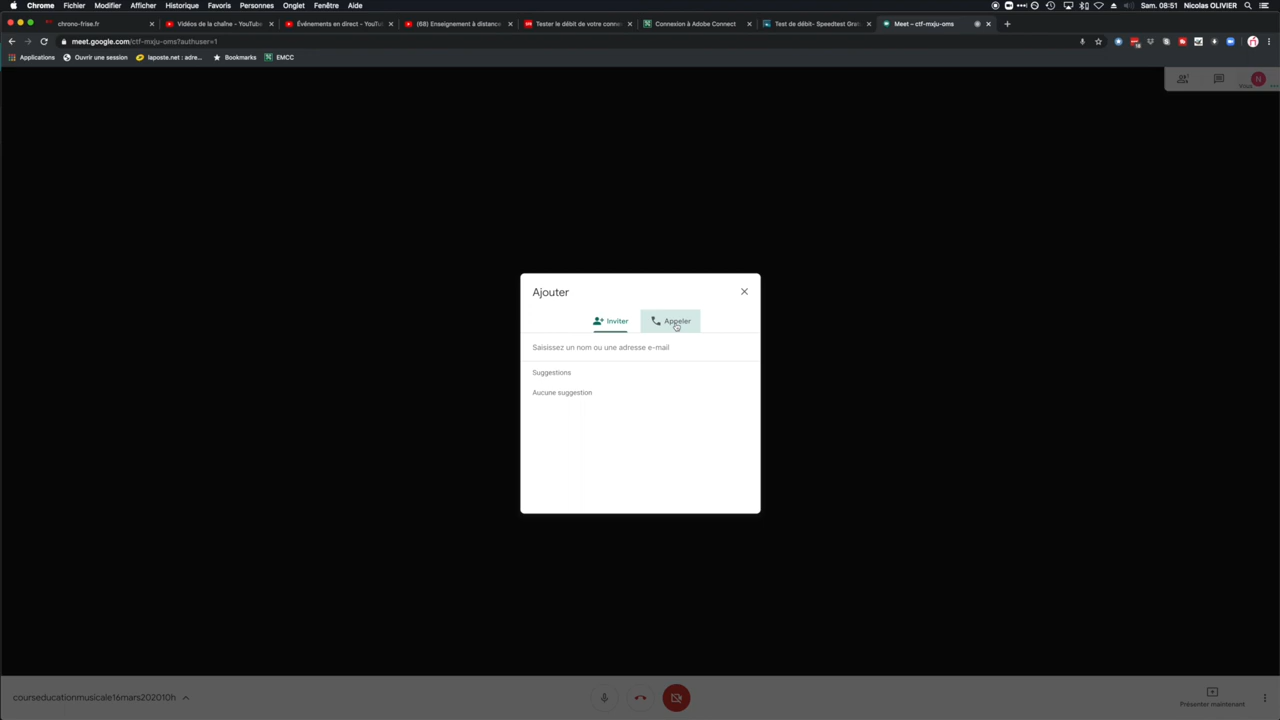 Chrome Fichier Modifier Afficher Historique Favoris Personnes Onglet Fenêtre Aide Sam. 08:51 Nicolas OLIVIER
chrono-frise.fr Vidéos de la chaîne - YouTube Événements en direct - YouTu (68) Enseignement à distance Tester le débit de votre conne Connexion à Adobe Connect Test de débit- Speedtest Gra Meet – ctf-mxju-oms
meet.google.com/ctf-mxju-oms?authuser=1
Applications Ouvrir une session laposte.net : adre... Bookmarks EMCC
Vous N
Ajouter
Inviter Appeler
Saisissez un nom ou une adresse e-mail
Suggestions
Aucune suggestion
courseducationmusicale16mars202010h Présenter maintenant